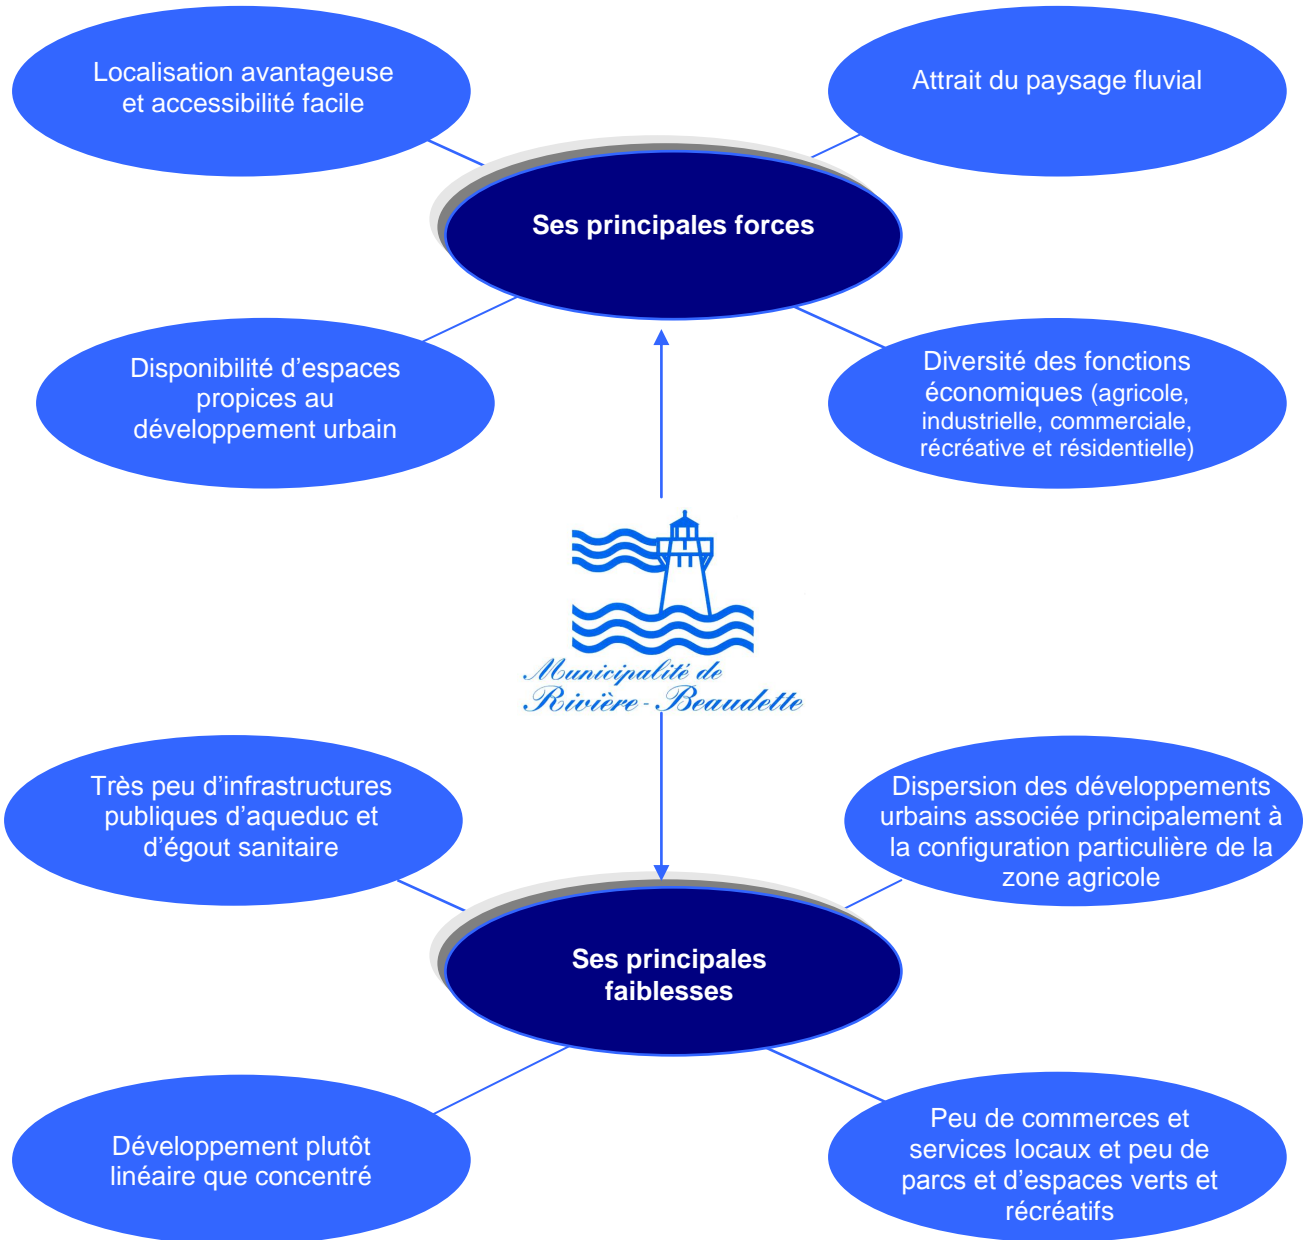 Localisation avantageuse
et accessibilité facile
Attrait du paysage fluvial
Ses principales forces
Disponibilité d’espaces
propices au
développement urbain
Diversité des fonctions
économiques (agricole,
industrielle, commerciale,
récréative et résidentielle)
Municipalité de
Rivière - Beaudette
Très peu d’infrastructures
publiques d’aqueduc et
d’égout sanitaire
Dispersion des développements
urbains associée principalement à
la configuration particulière de la
zone agricole
Ses principales
faiblesses
Développement plutôt
linéaire que concentré
Peu de commerces et
services locaux et peu de
parcs et d’espaces verts et
récréatifs